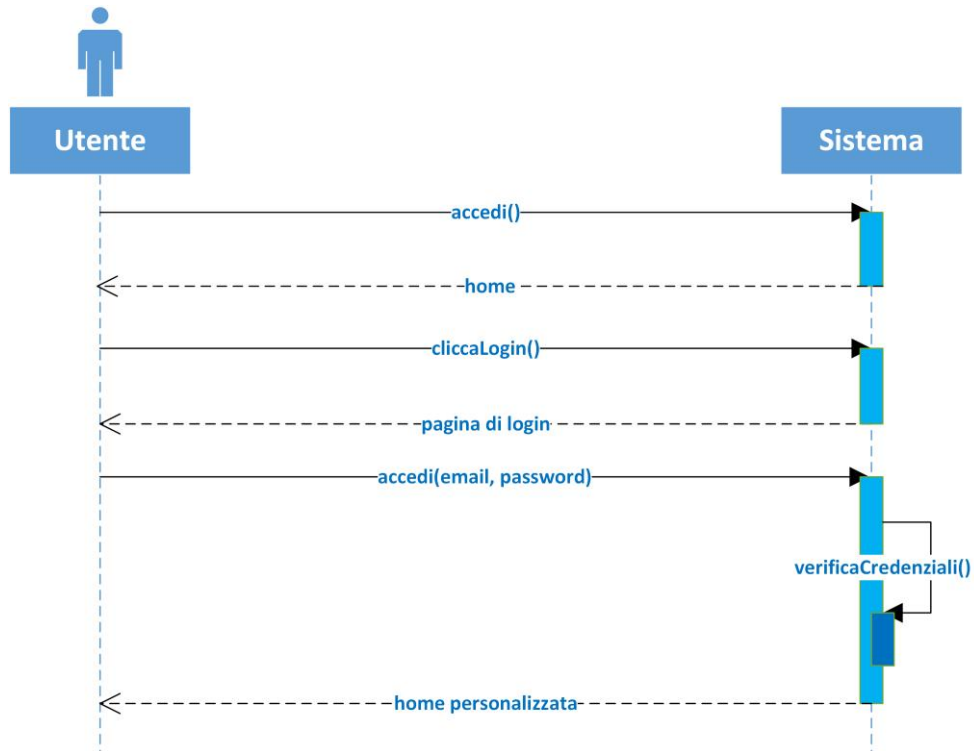 Utente
Sistema
accedi()
home
cliccaLogin()
pagina di login
accedi(email, password)
verificaCredenziali()
home personalizzata